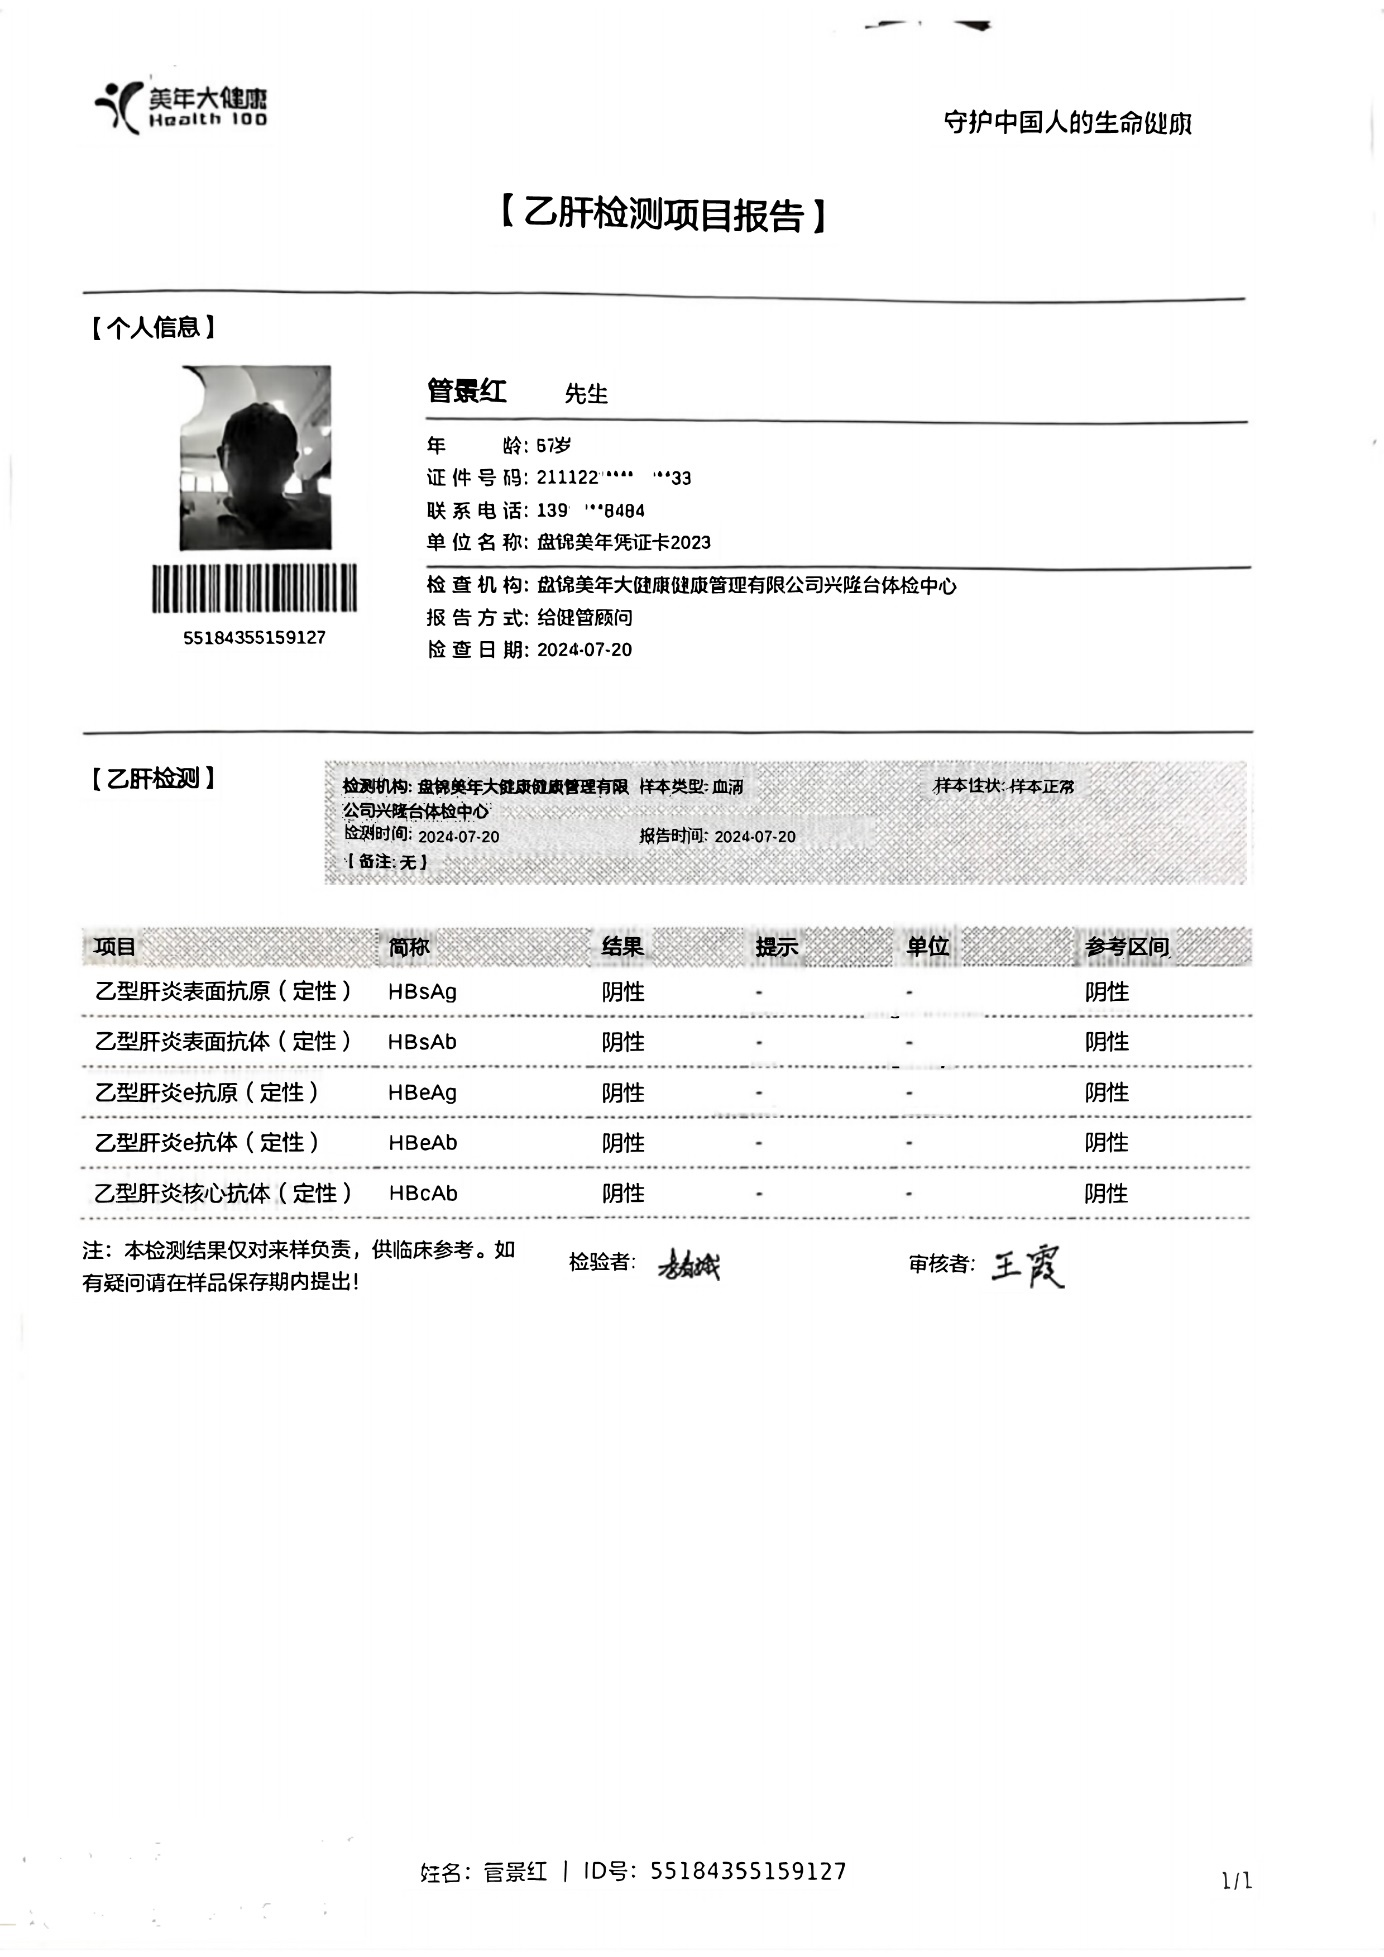 美年大健康
Health 100
守护中国人的生命健康
【乙肝检测项目报告】
【个人信息】
管景红 先生
年 龄: 67岁
证件号码: 211122**** ***33
联系电话: 139 ***8484
单位名称: 盘锦美年凭证卡2023
检查机构: 盘锦美年大健康健康管理有限公司兴隆台体检中心
报告方式: 给健管顾问
检查日期: 2024-07-20
55184355159127
【乙肝检测】
检测机构: 盘锦美年大健康健康管理有限 样本类型: 血清 样本性状: 样本正常
公司兴隆台体检中心
检测时间: 2024-07-20 报告时间: 2024-07-20
【备注: 无】
项目 简称 结果 提示 单位 参考区间
乙型肝炎表面抗原（定性） HBsAg 阴性 - - 阴性
乙型肝炎表面抗体（定性） HBsAb 阴性 - - 阴性
乙型肝炎e抗原（定性） HBeAg 阴性 - - 阴性
乙型肝炎e抗体（定性） HBeAb 阴性 - - 阴性
乙型肝炎核心抗体（定性） HBcAb 阴性 - - 阴性
注：本检测结果仅对来样负责，供临床参考。如
有疑问请在样品保存期内提出！
检验者: 审核者: 王霞
姓名：管景红 | ID号：55184355159127
1/1